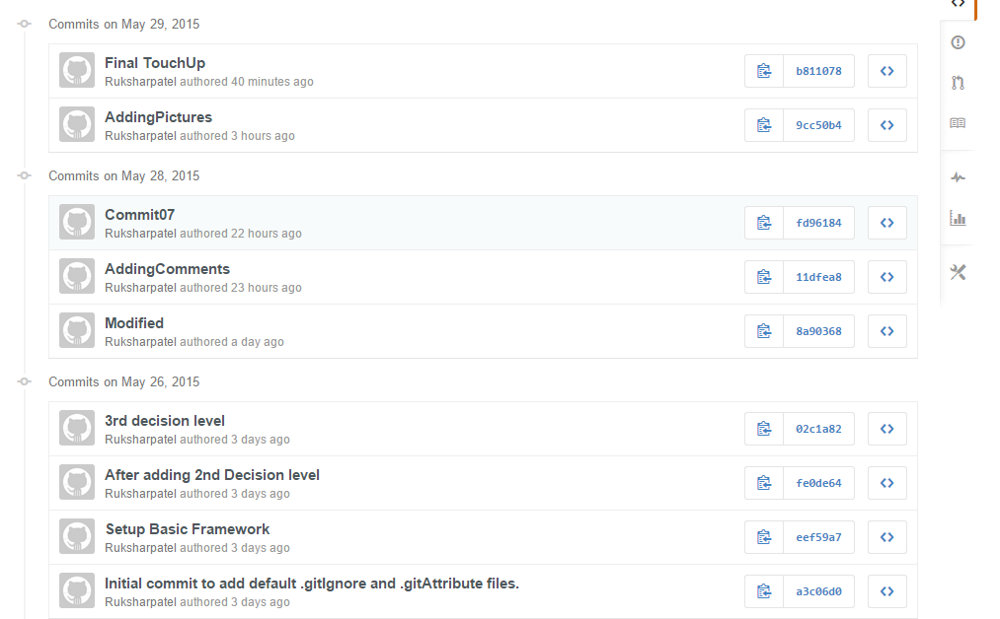 Commits on May 29, 2015
Final TouchUp
b811078
Ruksharpatel authored 40 minutes ago
AddingPictures
9cc50b4
Ruksharpatel authored 3 hours ago
Commits on May 28, 2015
Commit07
fd96184
Ruksharpatel authored 22 hours ago
AddingComments
11dfea8
Ruksharpatel authored 23 hours ago
Modified
8a90368
Ruksharpatel authored a day ago
Commits on May 26, 2015
3rd decision level
02c1a82
Ruksharpatel authored 3 days ago
After adding 2nd Decision level
fe0de64
Ruksharpatel authored 3 days ago
Setup Basic Framework
eef59a7
Ruksharpatel authored 3 days ago
Initial commit to add default .gitIgnore and .gitAttribute files.
a3c06d0
Ruksharpatel authored 3 days ago